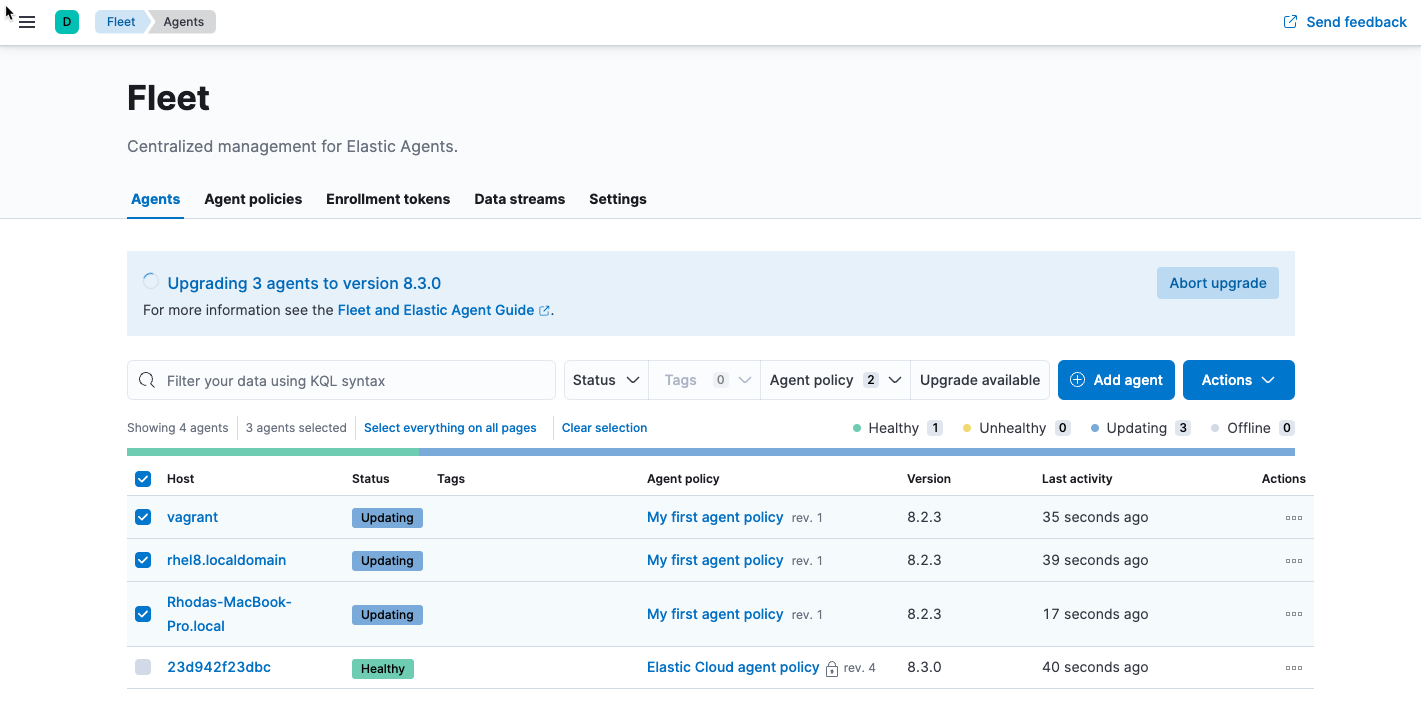 D Fleet Agents Send feedback
Fleet
Centralized management for Elastic Agents.
Agents Agent policies Enrollment tokens Data streams Settings
Upgrading 3 agents to version 8.3.0 Abort upgrade
For more information see the Fleet and Elastic Agent Guide.
Filter your data using KQL syntax Status Tags 0 Agent policy 2 Upgrade available Add agent Actions
Showing 4 agents 3 agents selected Select everything on all pages Clear selection Healthy 1 Unhealthy 0 Updating 3 Offline 0
Host Status Tags Agent policy Version Last activity Actions
vagrant Updating My first agent policy rev. 1 8.2.3 35 seconds ago
rhel8.localdomain Updating My first agent policy rev. 1 8.2.3 39 seconds ago
Rhodas-MacBook-
Pro.local Updating My first agent policy rev. 1 8.2.3 17 seconds ago
23d942f23dbc Healthy Elastic Cloud agent policy rev. 4 8.3.0 40 seconds ago